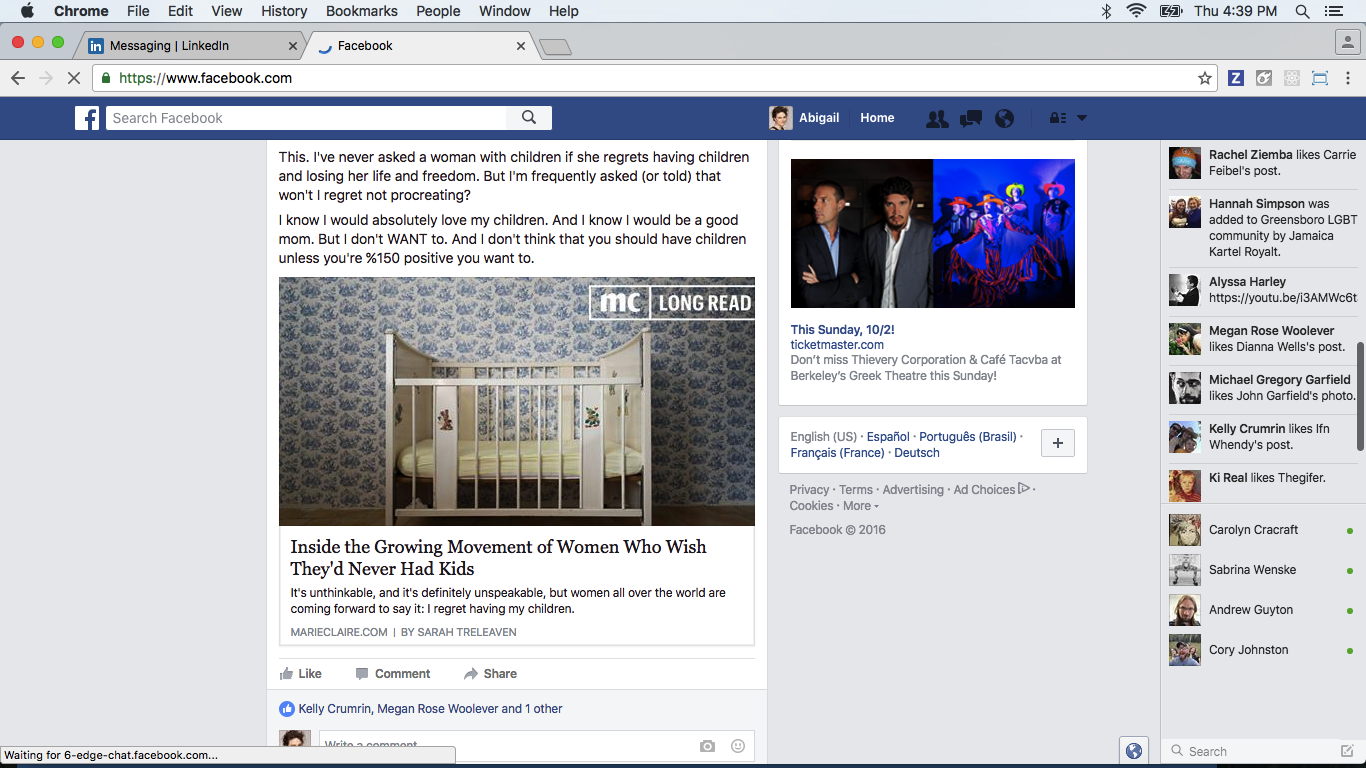 Chrome File Edit View History Bookmarks People Window Help
Thu 4:39 PM
Messaging | LinkedIn
Facebook
https://www.facebook.com
Search Facebook
Abigail
Home
This. I've never asked a woman with children if she regrets having children
and losing her life and freedom. But I'm frequently asked (or told) that
won't I regret not procreating?
I know I would absolutely love my children. And I know I would be a good
mom. But I don't WANT to. And I don't think that you should have children
unless you're %150 positive you want to.
mc LONG READ
Inside the Growing Movement of Women Who Wish
They'd Never Had Kids
It's unthinkable, and it's definitely unspeakable, but women all over the world are
coming forward to say it: I regret having my children.
MARIECLAIRE.COM | BY SARAH TRELEAVEN
Like Comment Share
Kelly Crumrin, Megan Rose Woolever and 1 other
Write a comment
Waiting for 6-edge-chat.facebook.com...
This Sunday, 10/2!
ticketmaster.com
Don't miss Thievery Corporation & Café Tacvba at
Berkeley's Greek Theatre this Sunday!
English (US) · Español · Português (Brasil) ·
Français (France) · Deutsch
+
Privacy · Terms · Advertising · Ad Choices ·
Cookies · More
Facebook © 2016
Rachel Ziemba likes Carrie
Feibel's post.
Hannah Simpson was
added to Greensboro LGBT
community by Jamaica
Kartel Royalt.
Alyssa Harley
https://youtu.be/i3AMWc6t
Megan Rose Woolever
likes Dianna Wells's post.
Michael Gregory Garfield
likes John Garfield's photo.
Kelly Crumrin likes Ifn
Whendy's post.
Ki Real likes Thegifer.
Carolyn Cracraft
Sabrina Wenske
Andrew Guyton
Cory Johnston
Search